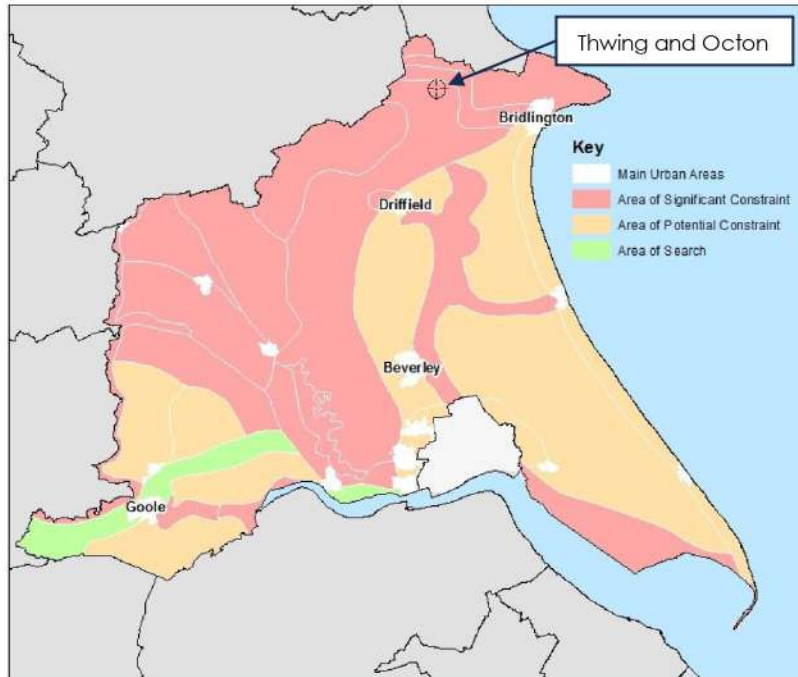 Thwing and Octon
Bridlington
Key
Main Urban Areas
Area of Significant Constraint
Area of Potential Constraint
Area of Search
Driffield
Beverley
Goole